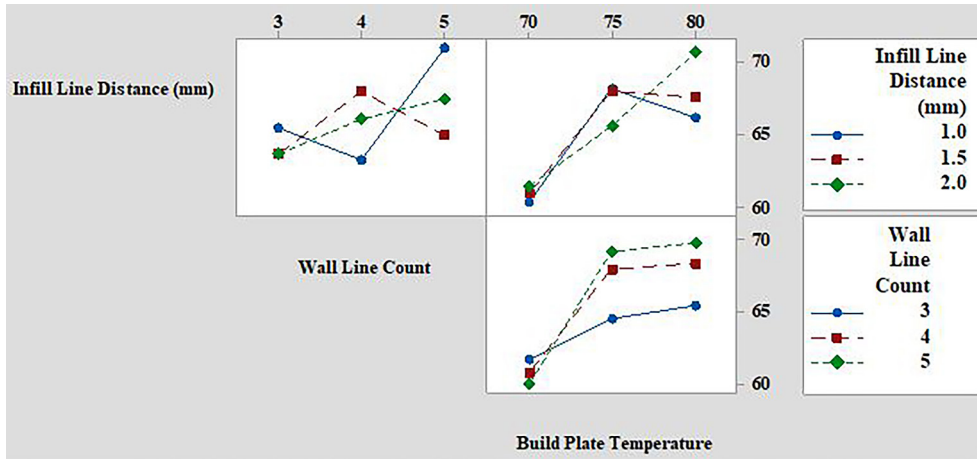 3 4 5 70 75 80
Infill Line Distance (mm)
70
65
60
Infill Line
Distance
(mm)
1.0
1.5
2.0
Wall Line Count
70
65
60
Wall
Line
Count
3
4
5
Build Plate Temperature